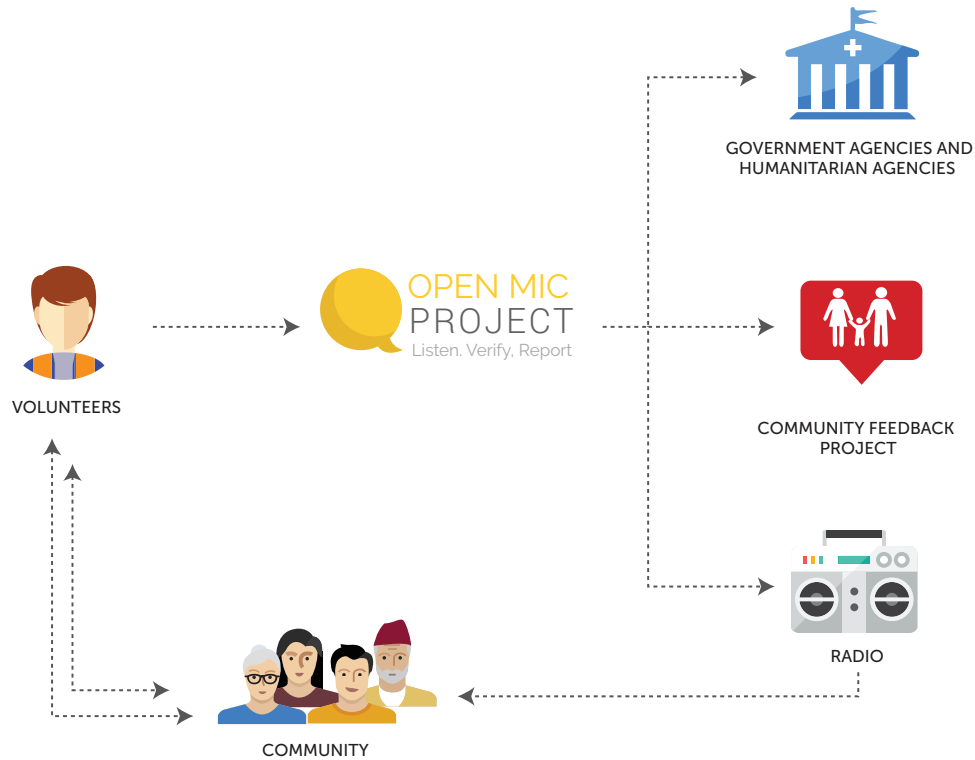 GOVERNMENT AGENCIES AND
HUMANITARIAN AGENCIES
OPEN MIC
PROJECT
Listen. Verify, Report
VOLUNTEERS
COMMUNITY FEEDBACK
PROJECT
RADIO
COMMUNITY